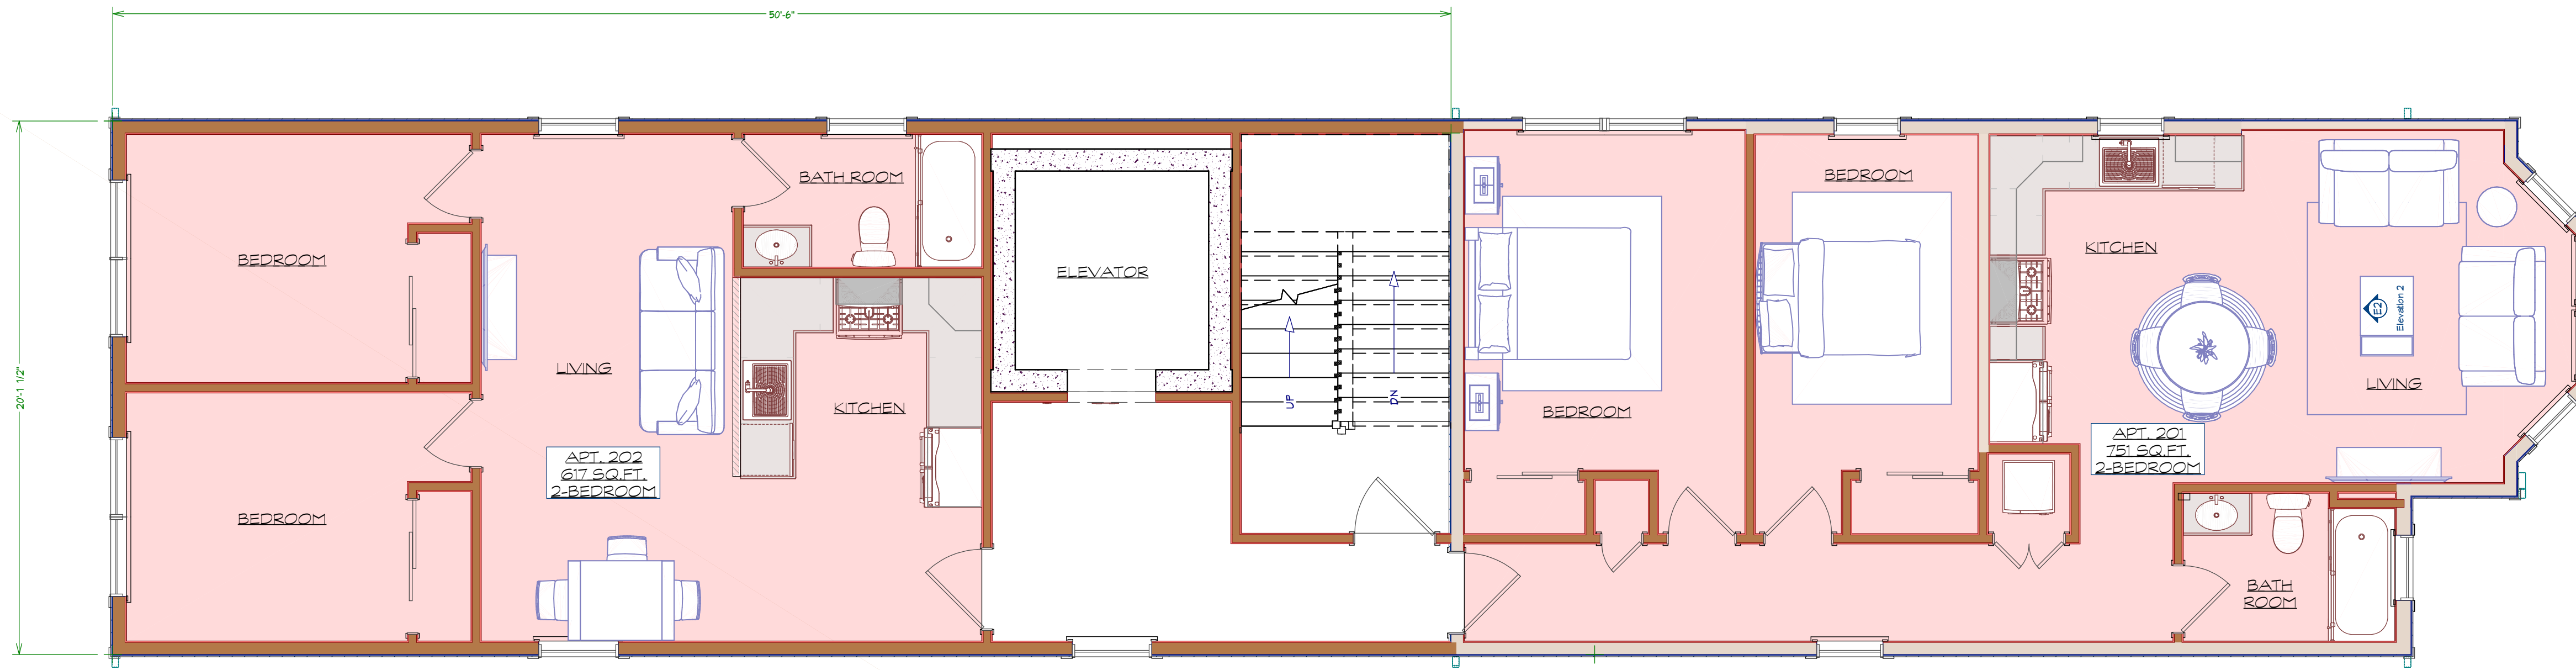 50'-6"
20'-1 1/2"
BEDROOM
BEDROOM
LIVING
APT. 202
617 SQ.FT.
2-BEDROOM
BATH ROOM
KITCHEN
ELEVATOR
UP
DN
BEDROOM
BEDROOM
KITCHEN
APT. 201
751 SQ.FT.
2-BEDROOM
E2
Elevation 2
LIVING
BATH
ROOM